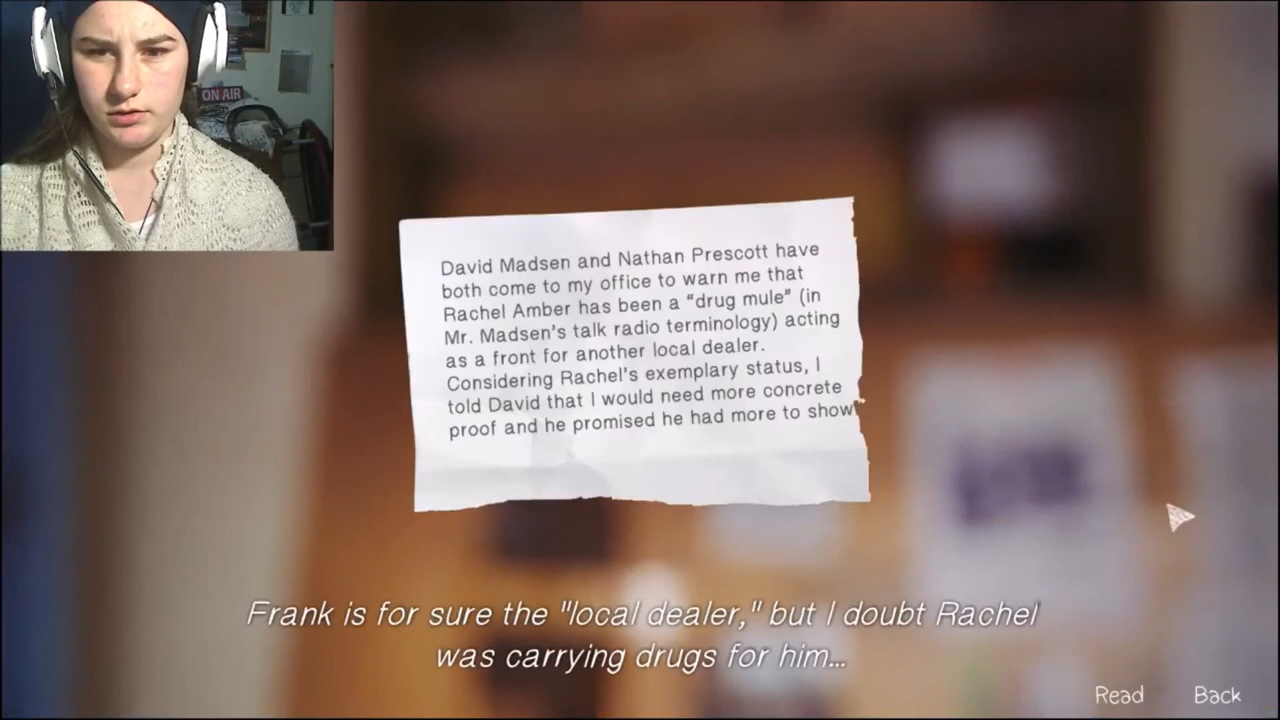 ON AIR
David Madsen and Nathan Prescott have
both come to my office to warn me that
Rachel Amber has been a “drug mule” (in
Mr. Madsen's talk radio terminology) acting
as a front for another local dealer.
Considering Rachel's exemplary status, I
told David that I would need more concrete
proof and he promised he had more to show
Frank is for sure the "local dealer," but I doubt Rachel
was carrying drugs for him...
Read Back